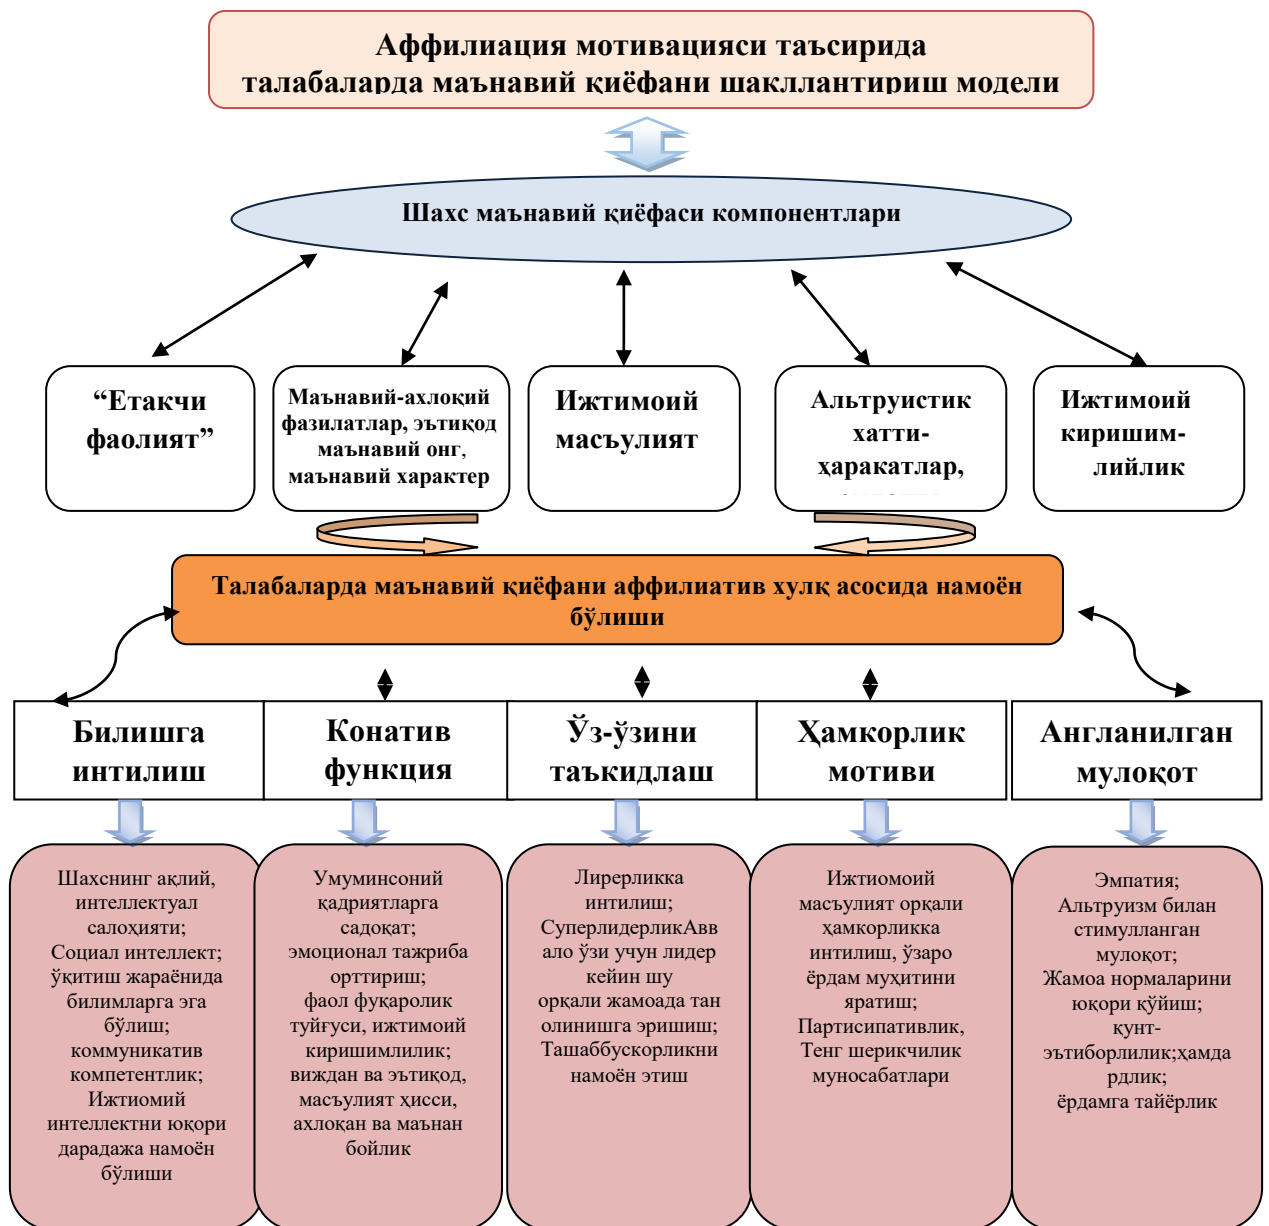 Аффилиация мотивацияси таъсирида
талабаларда маънавий қиёфани шакллантириш модели
Шахс маънавий қиёфаси компонентлари
“Етакчи
фаолият”
Маънавий-ахлоқий
фазилатлар, эътиқод
маънавий онг,
маънавий характер
Ижтимоий
масъулият
Альтруистик
хатти-
ҳаракатлар,
Ижтимоий
киришим-
лийлик
Талабаларда маънавий қиёфани аффилиатив хулқ асосида намоён
бўлиши
Билишга
интилиш
Конатив
функция
Ўз-ўзини
таъкидлаш
Ҳамкорлик
мотиви
Англанилган
мулоқот
Шахснинг ақлий,
интеллектуал
салоҳияти;
Социал интеллект;
ўқитиш жараёнида
билимларга эга
бўлиш;
коммуникатив
компетентлик;
Ижтиомий
интеллектни юқори
дарадажа намоён
бўлиши
Умуминсоний
қадриятларга
садоқат;
эмоционал тажриба
орттириш;
фаол фуқаролик
туйғуси, ижтимоий
киришимлилик;
виждан ва эътиқод,
масъулият ҳисси,
ахлоқан ва маънан
бойлик
Лирерликка
интилиш;
СуперлидерликАвв
ало ўзи учун лидер
кейин шу
орқали жамоада тан
олинишга эришиш;
Ташаббускорликни
намоён этиш
Ижтиомоий
масъулият орқали
ҳамкорликка
интилиш, ўзаро
ёрдам муҳитини
яратиш;
Партисипативлик,
Тенг шерикчилик
муносабатлари
Эмпатия;
Альтруизм билан
стимулланган
мулоқот;
Жамоа нормаларини
юқори қўйиш;
қунт-
эътиборлилик;ҳамда
рдлик;
ёрдамга тайёрлик